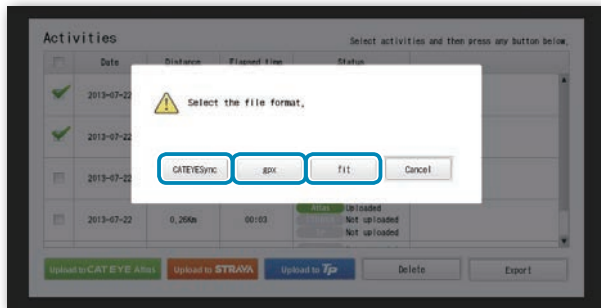 Activities
Select activities and then press any button below.
Date Distance Elapsed time Status
2013-07-22
2013-07-22
Select the file format.
CATEYESync gpx fit Cancel
2013-07-22
Atlas Uploaded
2013-07-22 0.26Km 00:03 Not uploaded
Not uploaded
Upload to CATEYE Atlas Upload to STRAVA Upload to TP Delete Export